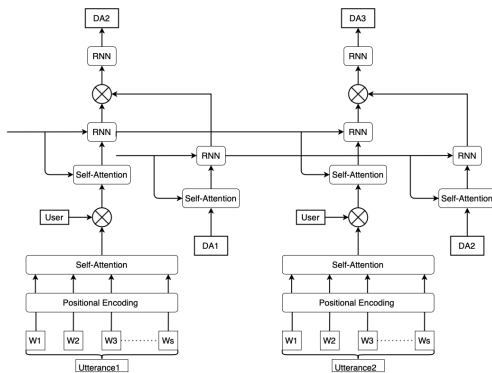 DA2
DA3
RNN
RNN
RNN
RNN
RNN
RNN
Self-Attention
Self-Attention
Self-Attention
Self-Attention
User
User
DA1
DA2
Self-Attention
Self-Attention
Positional Encoding
Positional Encoding
W1 W2 W3 Ws
W1 W2 W3 Ws
Utterance1
Utterance2